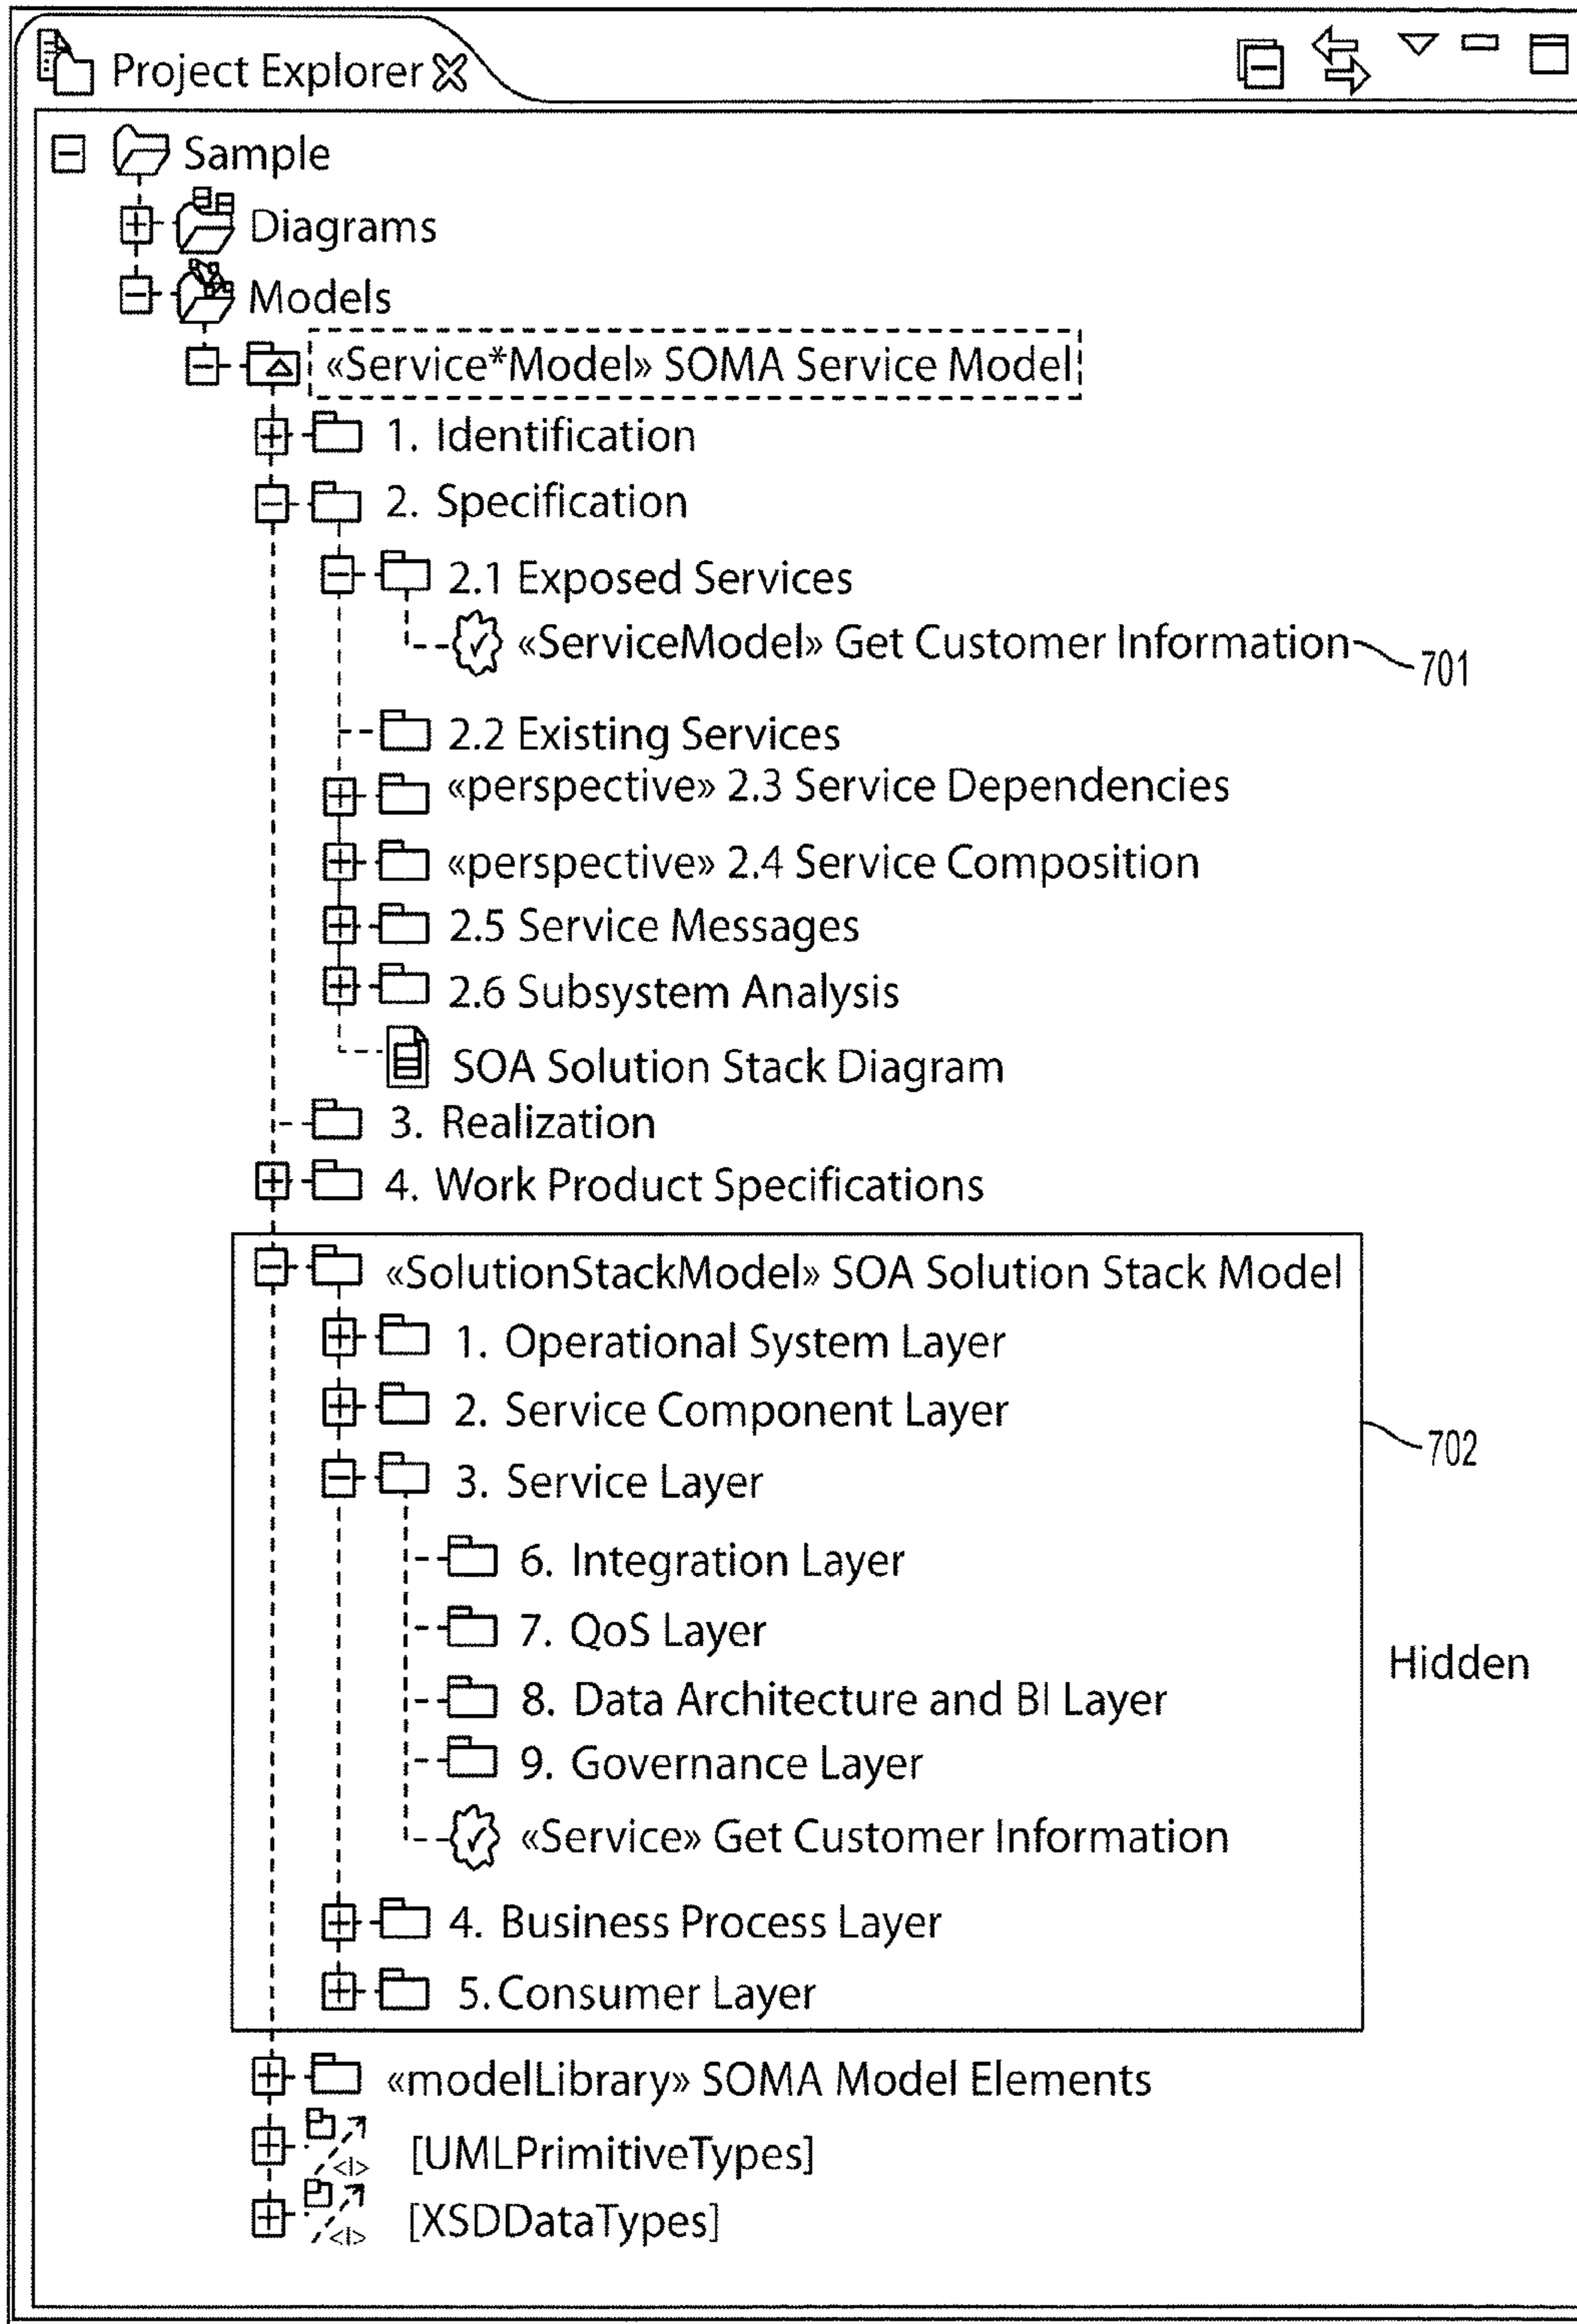 Project Explorer
Sample
Diagrams
Models
«Service*Model» SOMA Service Model
1. Identification
2. Specification
2.1 Exposed Services
«ServiceModel» Get Customer Information
701
2.2 Existing Services
«perspective» 2.3 Service Dependencies
«perspective» 2.4 Service Composition
2.5 Service Messages
2.6 Subsystem Analysis
SOA Solution Stack Diagram
3. Realization
4. Work Product Specifications
«SolutionStackModel» SOA Solution Stack Model
1. Operational System Layer
2. Service Component Layer
702
3. Service Layer
6. Integration Layer
7. QoS Layer
Hidden
8. Data Architecture and BI Layer
9. Governance Layer
«Service» Get Customer Information
4. Business Process Layer
5. Consumer Layer
«modelLibrary» SOMA Model Elements
[UMLPrimitiveTypes]
<I>
[XSDDataTypes]
<I>